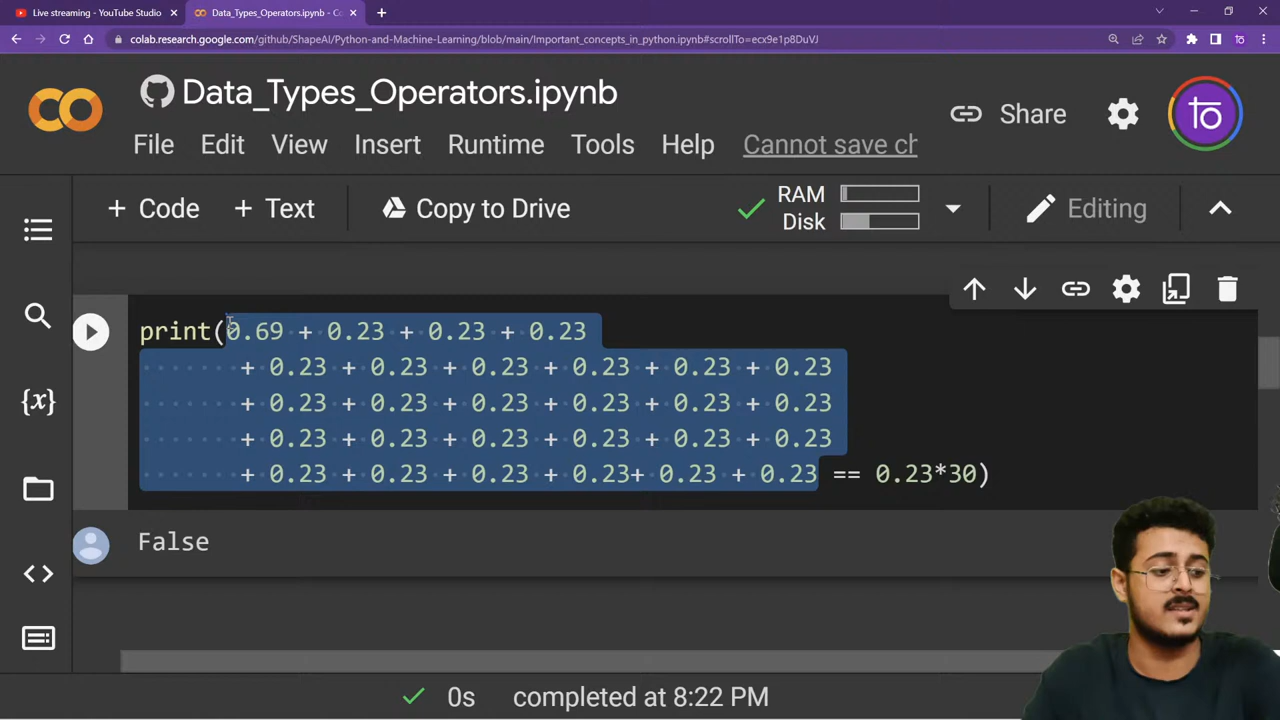 Live streaming - YouTube Studio
Data_Types_Operators.ipynb - Co
colab.research.google.com/github/ShapeAI/Python-and-Machine-Learning/blob/main/Important_concepts_in_python.ipynb#scrollTo=ecx9e1p8DuVJ
Data_Types_Operators.ipynb
Share
File Edit View Insert Runtime Tools Help Cannot save ch
+ Code + Text Copy to Drive
RAM
Disk
Editing
print(0.69 + 0.23 + 0.23 + 0.23
+ 0.23 + 0.23 + 0.23 + 0.23 + 0.23 + 0.23
+ 0.23 + 0.23 + 0.23 + 0.23 + 0.23 + 0.23
+ 0.23 + 0.23 + 0.23 + 0.23 + 0.23 + 0.23
+ 0.23 + 0.23 + 0.23 + 0.23+ 0.23 + 0.23 == 0.23*30)
{x}
False
0s completed at 8:22 PM